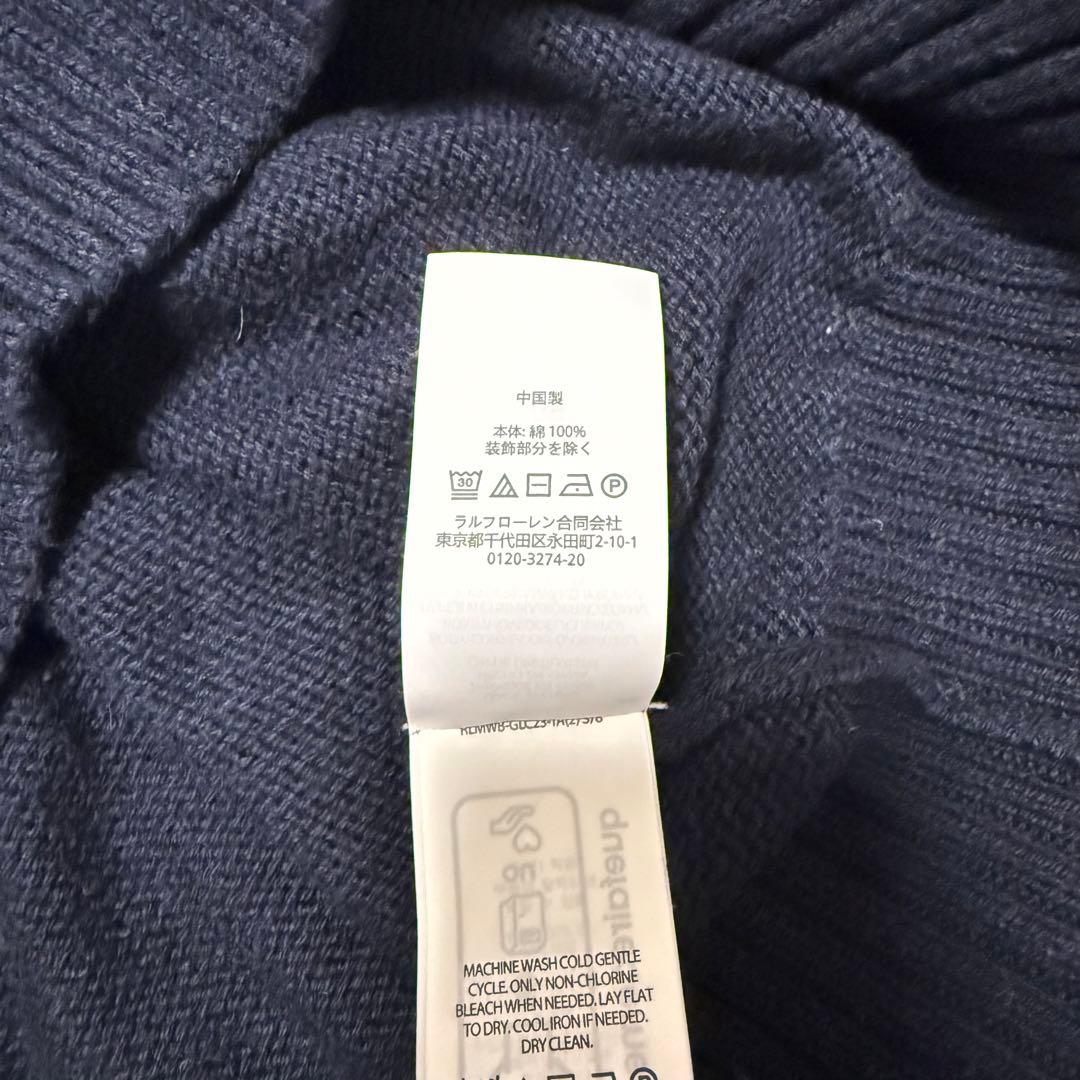 中国製
本体: 綿 100%
装飾部分を除く
30
P
ラルフローレン合同会社
東京都千代田区永田町2-10-1
0120-3274-20
MACHINE WASH COLD GENTLE
CYCLE. ONLY NON-CHLORINE
BLEACH WHEN NEEDED. LAY FLAT
TO DRY. COOL IRON IF NEEDED.
DRY CLEAN.
P